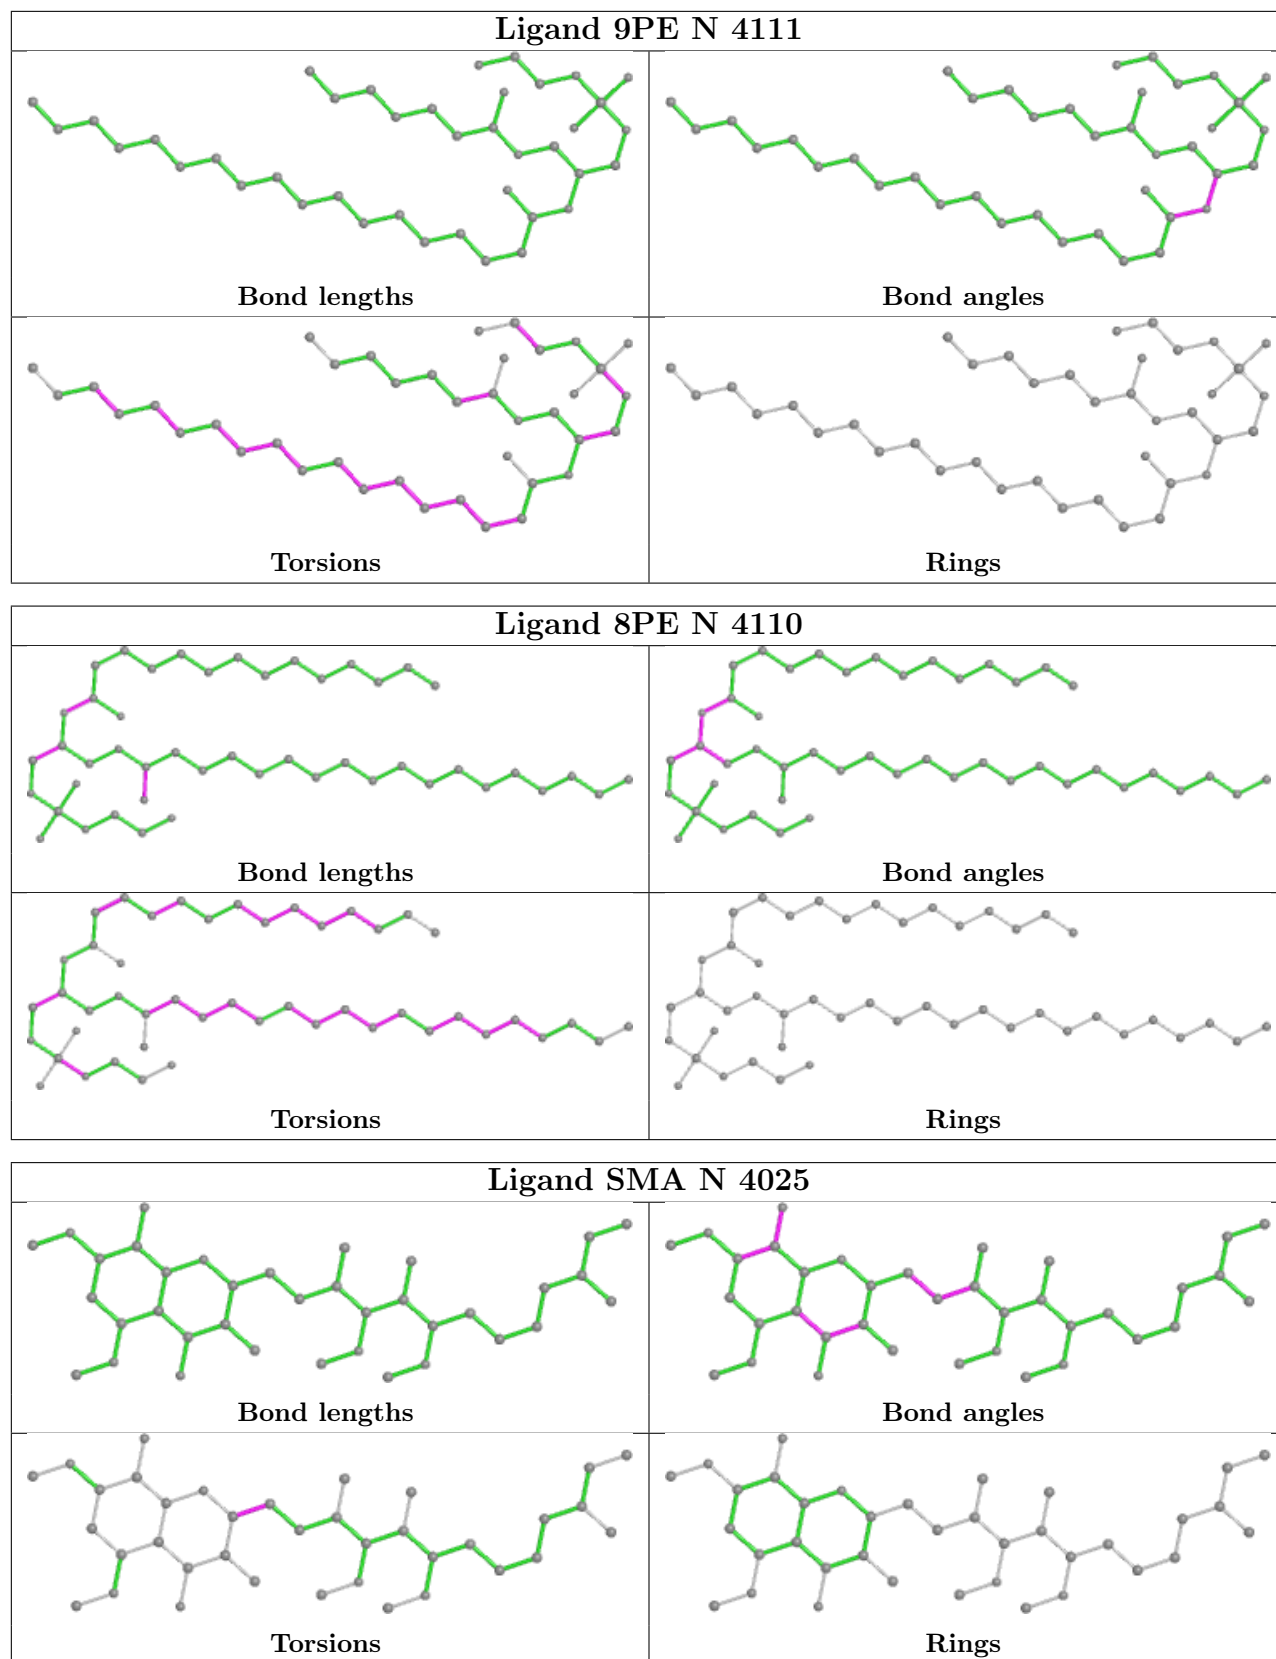 Ligand 9PE N 4111
Bond lengths
Bond angles
Torsions
Rings
Ligand 8PE N 4110
Bond lengths
Bond angles
Torsions
Rings
Ligand SMA N 4025
Bond lengths
Bond angles
Torsions
Rings